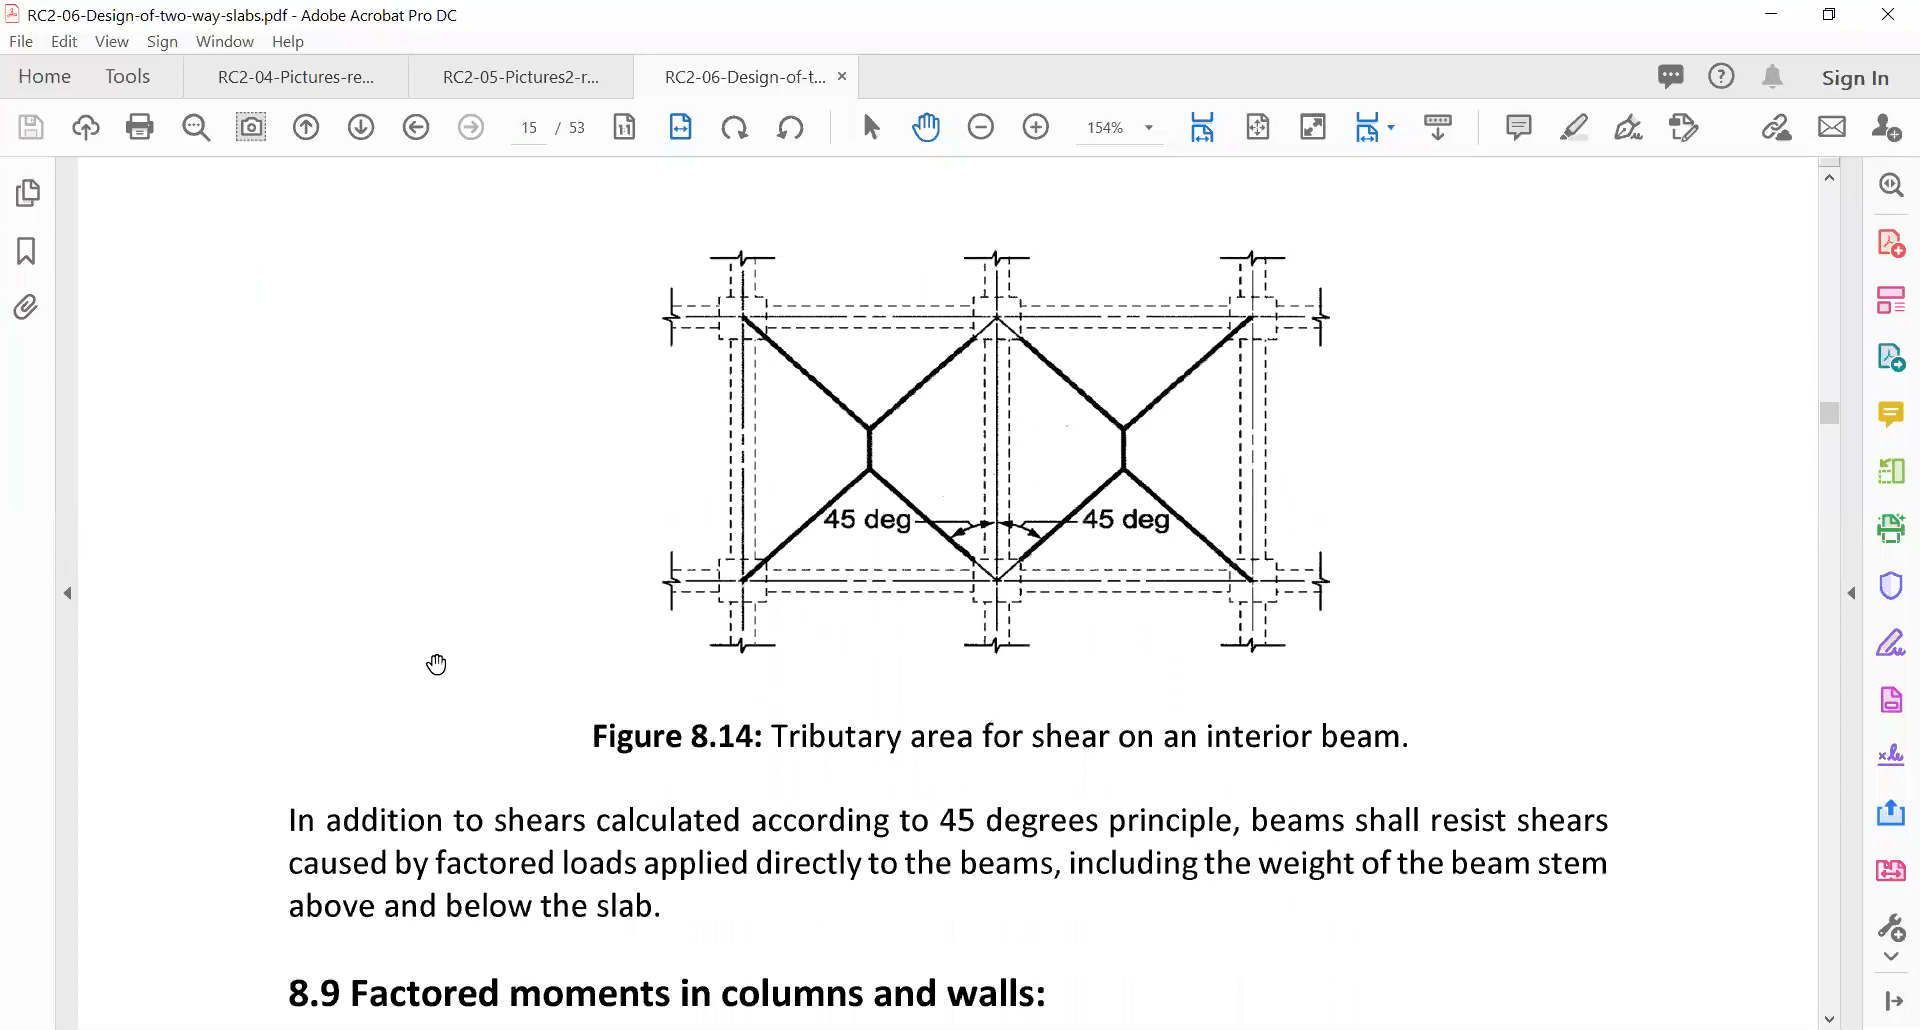 RC2-06-Design-of-two-way-slabs.pdf - Adobe Acrobat Pro DC
File Edit View Sign Window Help
Home Tools RC2-04-Pictures-re... RC2-05-Pictures2-r... RC2-06-Design-of-t... × Sign In
15 / 53 154%
45 deg 45 deg
Figure 8.14: Tributary area for shear on an interior beam.
In addition to shears calculated according to 45 degrees principle, beams shall resist shears
caused by factored loads applied directly to the beams, including the weight of the beam stem
above and below the slab.
8.9 Factored moments in columns and walls: